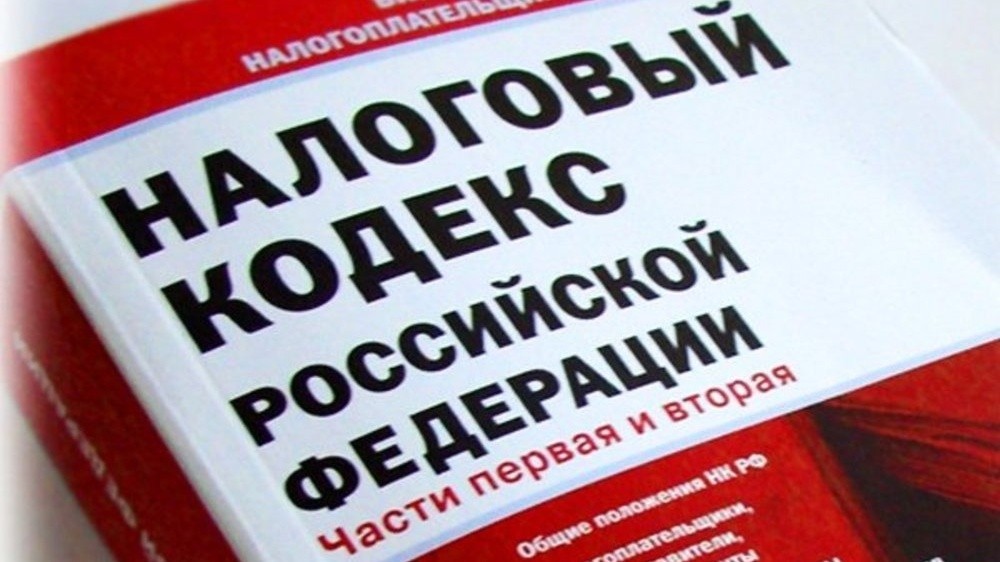 НАЛОГОПЛАТЕЛЬЩИ
НАЛОГОВЫЙ
КОДЕКС
РОССИЙСКОЙ
ФЕДЕРАЦИИ
Части первая и вторая
Общие положения НК РФ